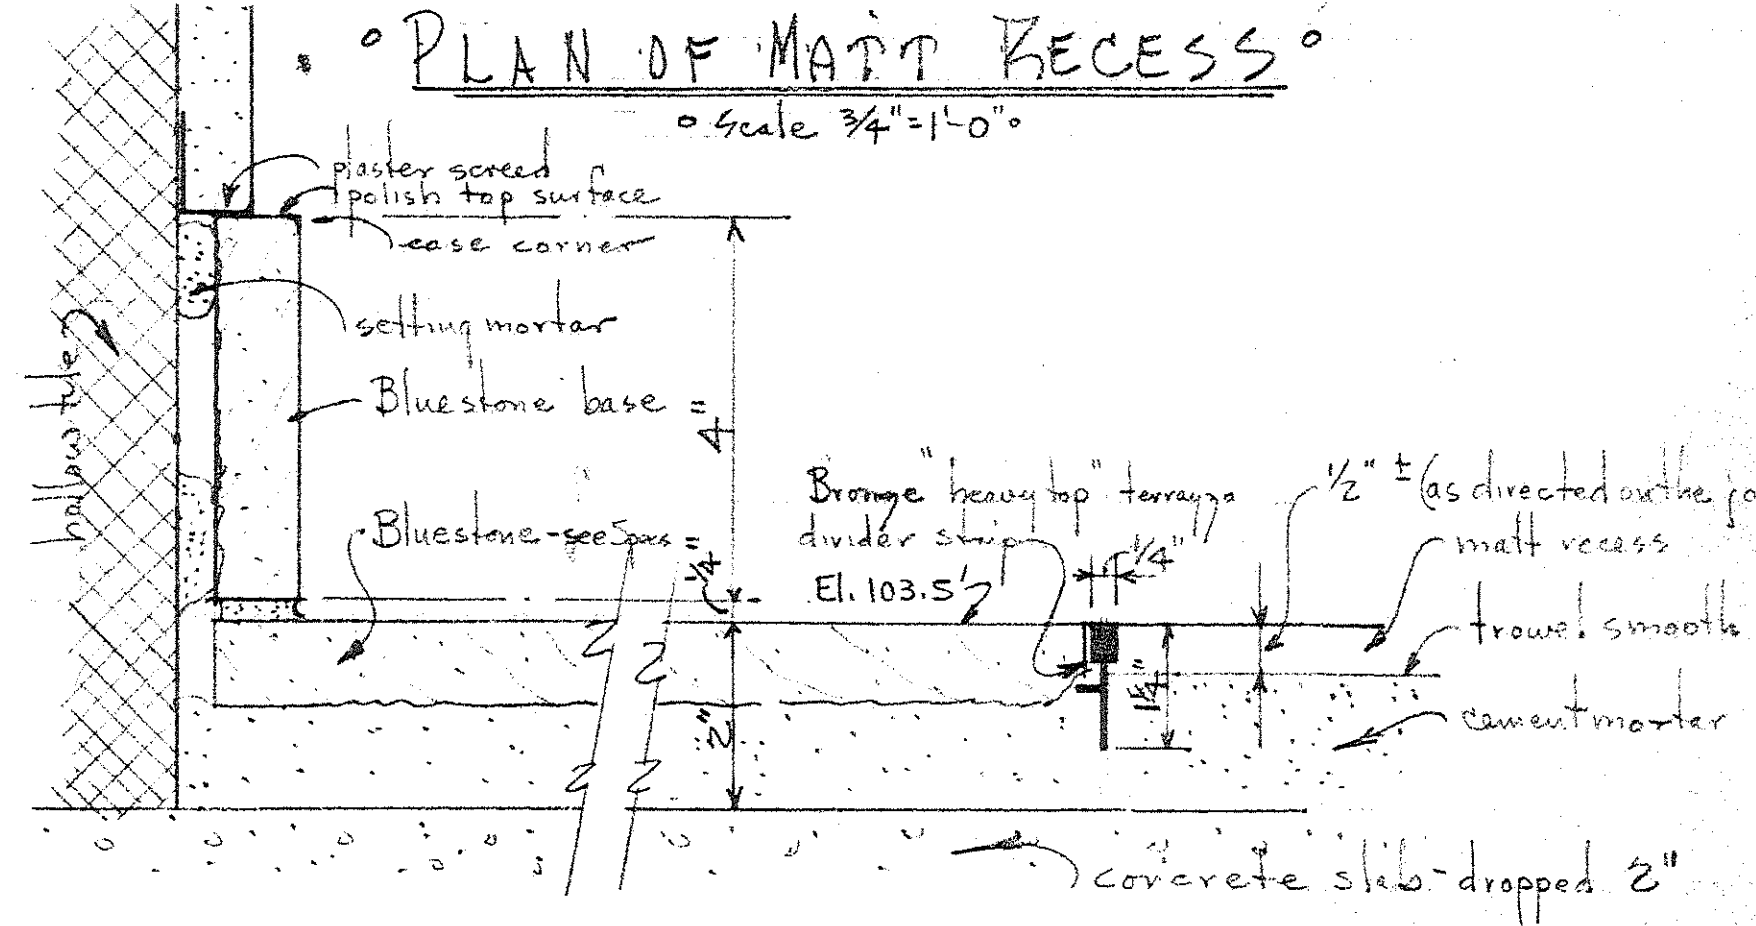 ° PLAN OF MATT RECESS °
° Scale 3/4" = 1'-0" °
plaster screed
polish top surface
ease corner
setting mortar
hollow tile
Bluestone base
4"
Bluestone-see Specs
1/4"
Bronze "heavy top" terrazzo
divider strip
1/4"
El. 103.5'
1/2" ± (as directed on the jo
matt recess
trowel smooth
1 1/4"
2"
cement mortar
concrete slab-dropped 2"